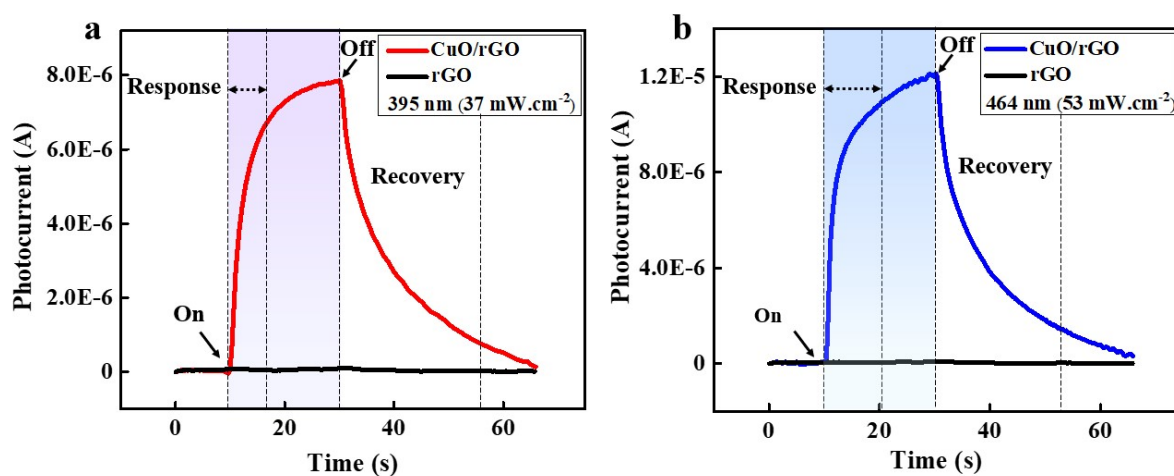 a
Off
CuO/rGO
rGO
395 nm (37 mW.cm⁻²)
Response
Recovery
On
8.0E-6
6.0E-6
4.0E-6
2.0E-6
0
Photocurrent (A)
0 20 40 60
Time (s)
b
Off
CuO/rGO
rGO
464 nm (53 mW.cm⁻²)
Response
Recovery
On
1.2E-5
8.0E-6
4.0E-6
0
Photocurrent (A)
0 20 40 60
Time (s)